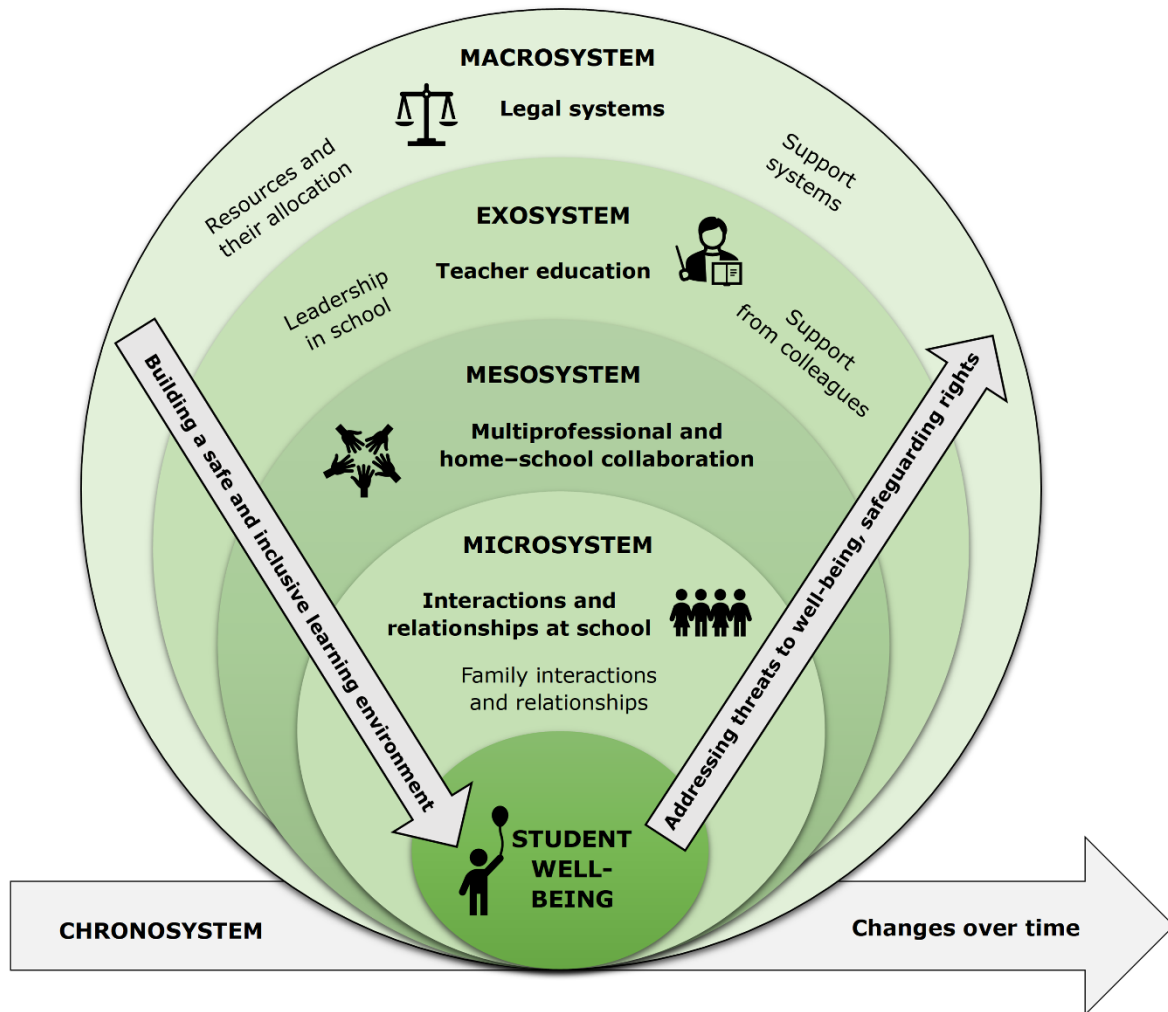 MACROSYSTEM
Legal systems
Resources and
their allocation
Support
systems
EXOSYSTEM
Teacher education
Leadership
in school
Support
from colleagues
MESOSYSTEM
Multiprofessional and
home–school collaboration
MICROSYSTEM
Interactions and
relationships at school
Family interactions
and relationships
Building a safe and inclusive learning environment
Addressing threats to well-being, safeguarding rights
STUDENT
WELL-
BEING
CHRONOSYSTEM
Changes over time